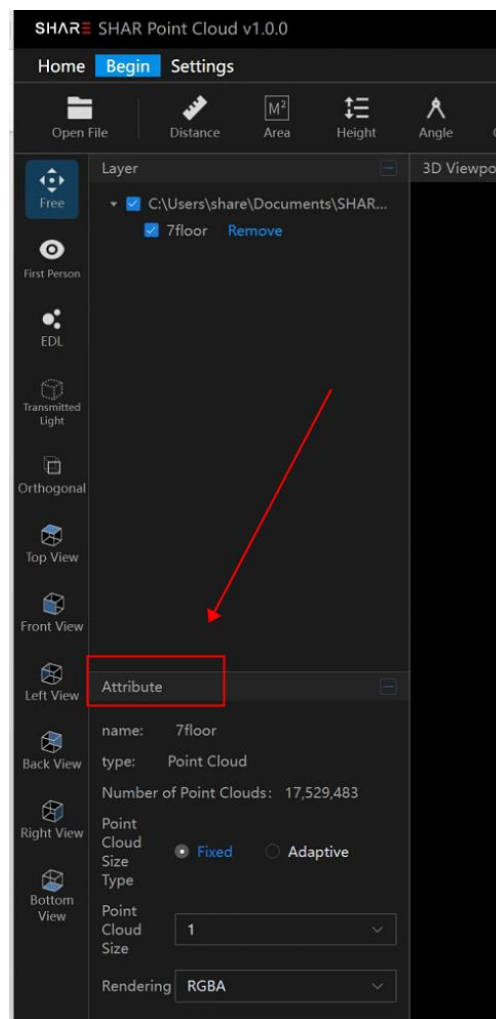 SHARE SHAR Point Cloud v1.0.0
Home Begin Settings
Open File Distance M² Area Height Angle
Layer
3D Viewpo
Free
C:\Users\share\Documents\SHAR...
7floor Remove
First Person
EDL
Transmitted
Light
Orthogonal
Top View
Front View
Left View
Attribute
name: 7floor
Back View
type: Point Cloud
Number of Point Clouds: 17,529,483
Right View
Point
Cloud
Size
Type
Fixed Adaptive
Bottom
View
Point
Cloud
Size
1
Rendering RGBA